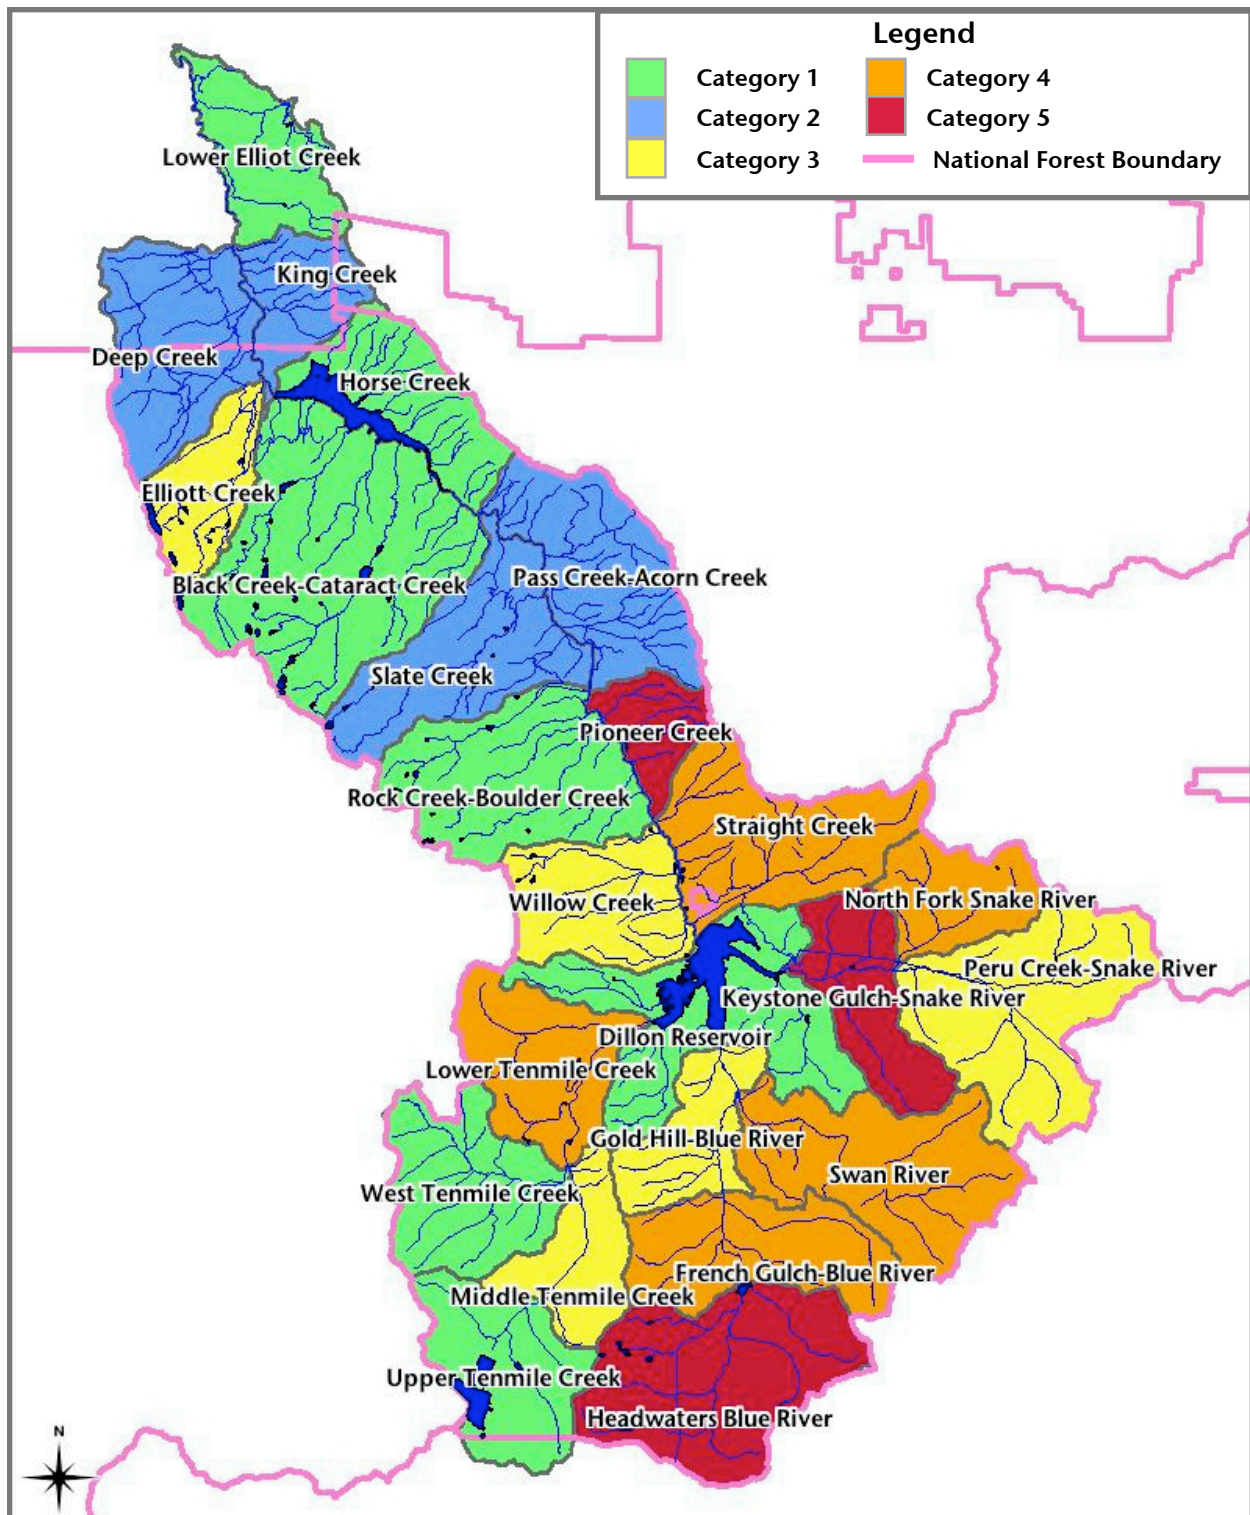 Legend
Category 1
Category 4
Category 2
Category 5
Category 3
National Forest Boundary
Lower Elliot Creek
King Creek
Deep Creek
Horse Creek
Elliott Creek
Black Creek-Cataract Creek
Pass Creek-Acorn Creek
Slate Creek
Pioneer Creek
Rock Creek-Boulder Creek
Straight Creek
Willow Creek
North Fork Snake River
Peru Creek-Snake River
Keystone Gulch-Snake River
Dillon Reservoir
Lower Tenmile Creek
Gold Hill-Blue River
Swan River
West Tenmile Creek
French Gulch-Blue River
Middle Tenmile Creek
Upper Tenmile Creek
Headwaters Blue River
N